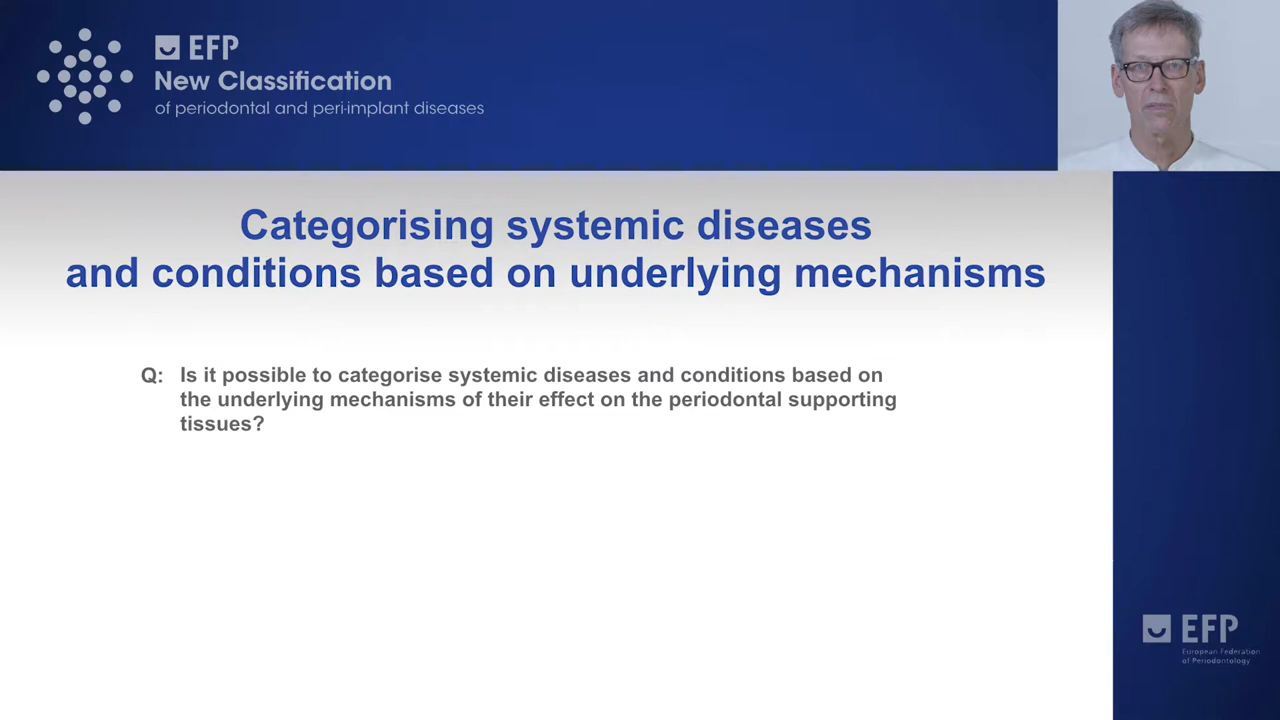 EFP
New Classification
of periodontal and peri-implant diseases
Categorising systemic diseases
and conditions based on underlying mechanisms
Q: Is it possible to categorise systemic diseases and conditions based on
the underlying mechanisms of their effect on the periodontal supporting
tissues?
EFP
European Federation
of Periodontology